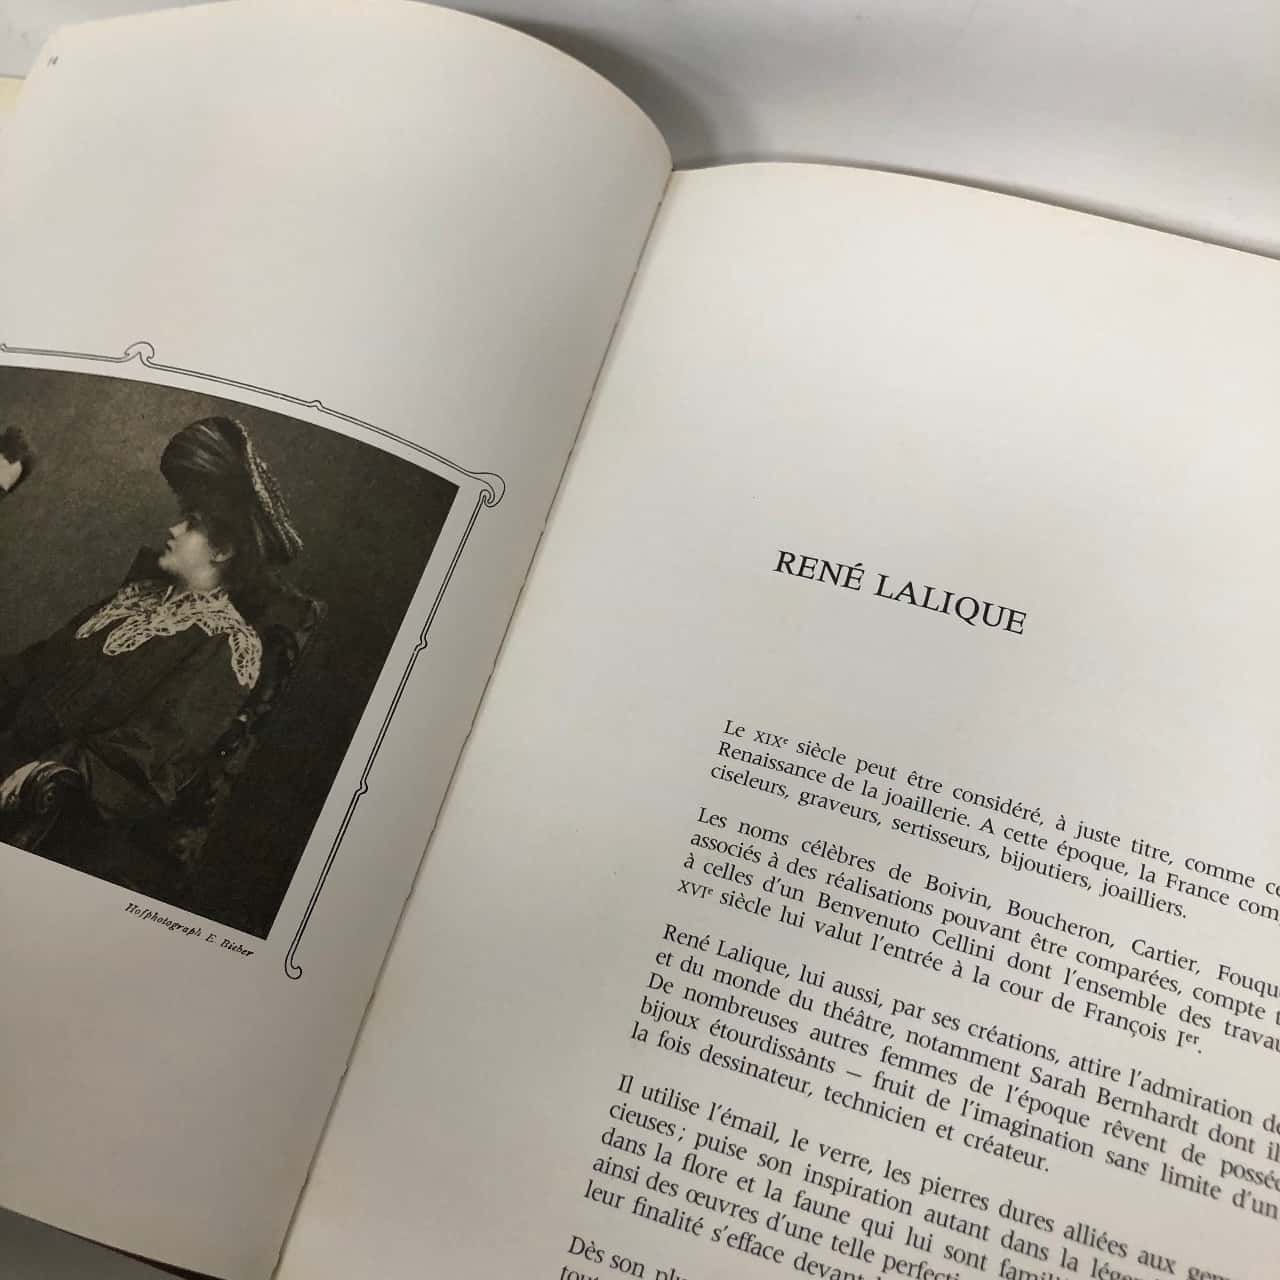 14
Hofphotograph E. Bieber
RENÉ LALIQUE
Le XIXe siècle peut être considéré, à juste titre, comme
Renaissance de la joaillerie. A cette époque, la France
ciseleurs, graveurs, sertisseurs, bijoutiers, joailliers.
Les noms célèbres de Boivin, Boucheron, Cartier,
associés à des réalisations pouvant être comparées, compte
à celles d'un Benvenuto Cellini dont l'ensemble des
XVIe siècle lui valut l'entrée à la cour de François Ier.
René Lalique, lui aussi, par ses créations, attire l'admiration
et du monde du théâtre, notamment Sarah Bernhardt dont
De nombreuses autres femmes de l'époque rêvent de
bijoux étourdissants — fruit de l'imagination sans limite d'un
la fois dessinateur, technicien et créateur.
Il utilise l'émail, le verre, les pierres dures alliées aux
cieuses; puise son inspiration autant dans la
dans la flore et la faune qui lui sont
ainsi des œuvres d'une telle
leur finalité s'efface
Dès son